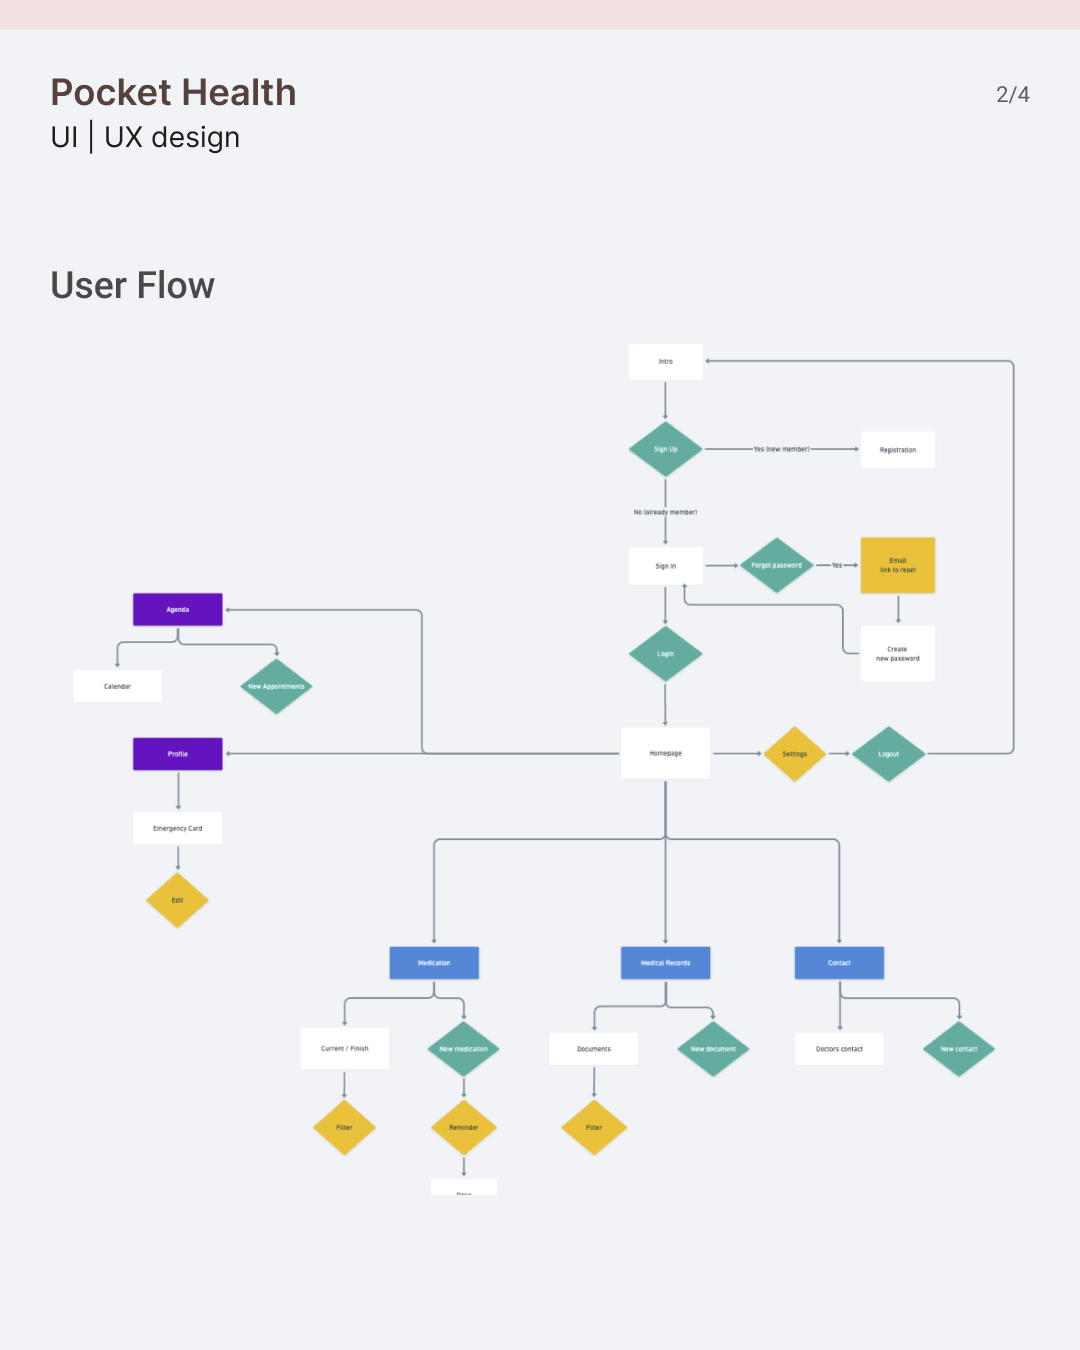 Pocket Health
2/4
UI | UX design
User Flow
Intro
Sign Up
Yes (new member)
Registration
No (already member)
Sign In
Forgot password
Yes
Email
link to reset
Agenda
Calendar
New Appointments
Login
Create
new password
Profile
Homepage
Settings
Logout
Emergency Card
Edit
Medication
Medical Records
Contact
Current / Finish
New medication
Documents
New document
Doctors contact
New contact
Filter
Reminder
Filter